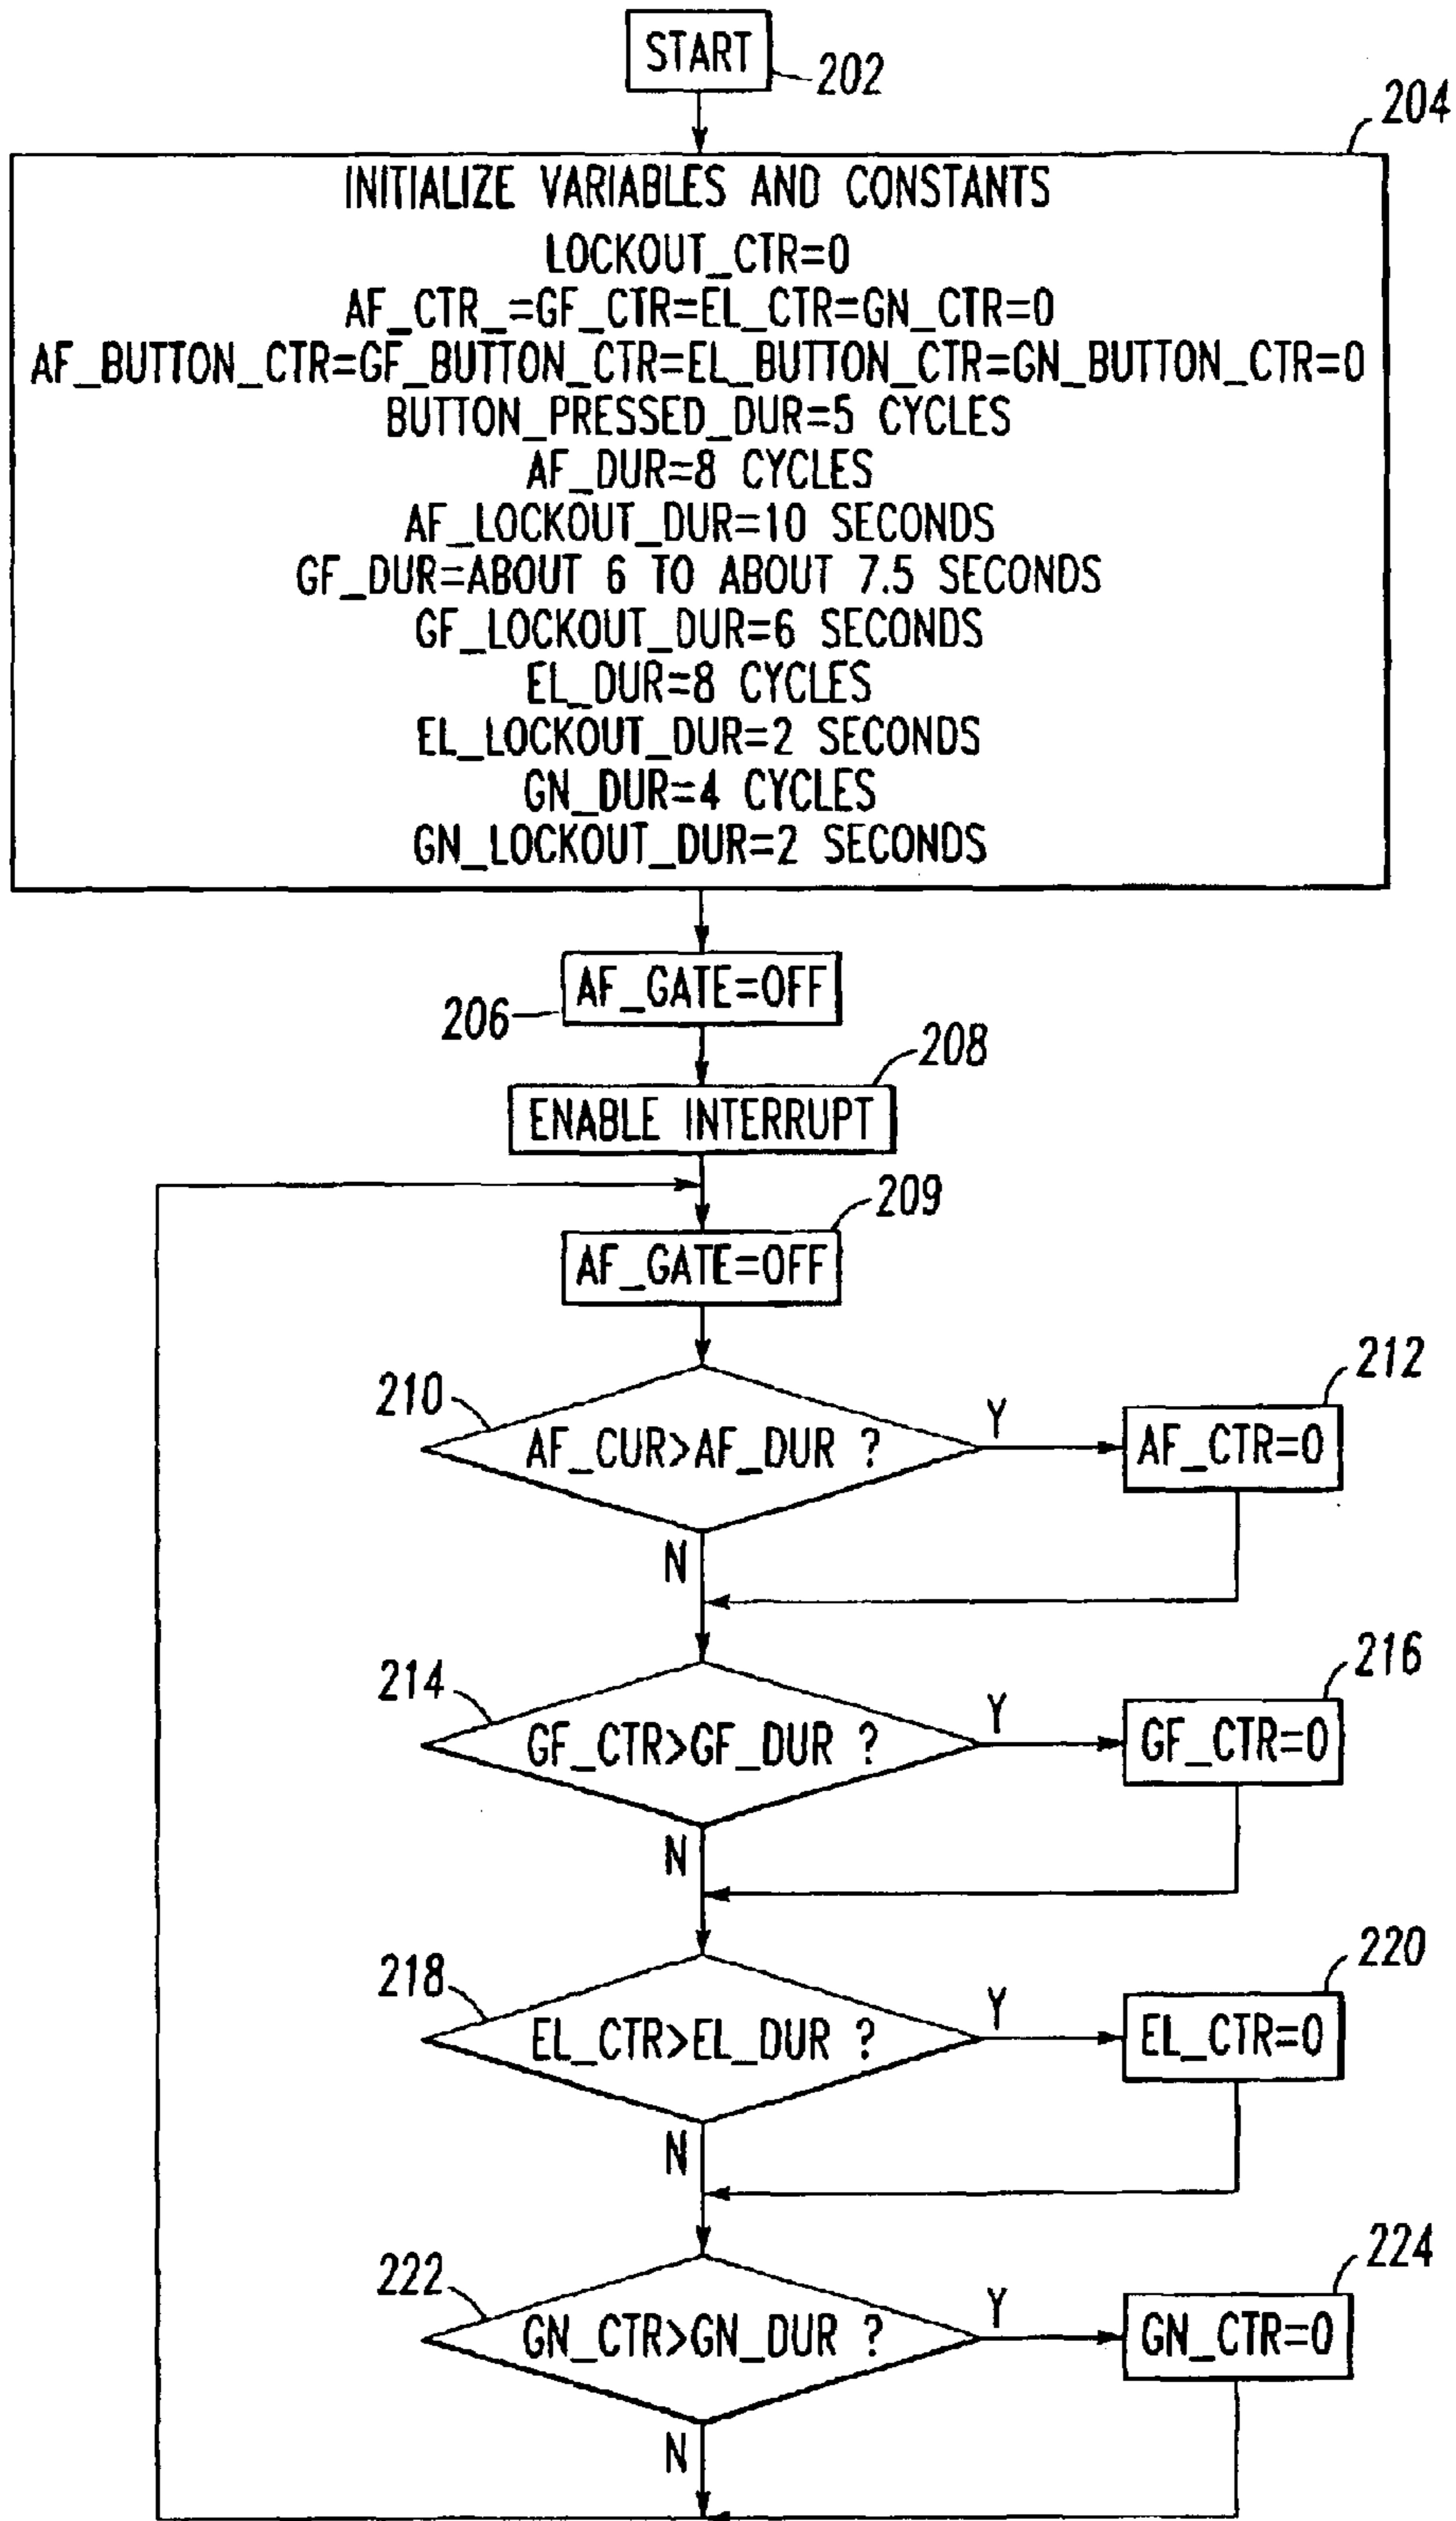 START
202
204
INITIALIZE VARIABLES AND CONSTANTS
LOCKOUT_CTR=0
AF_CTR_=GF_CTR=EL_CTR=GN_CTR=0
AF_BUTTON_CTR=GF_BUTTON_CTR=EL_BUTTON_CTR=GN_BUTTON_CTR=0
BUTTON_PRESSED_DUR=5 CYCLES
AF_DUR=8 CYCLES
AF_LOCKOUT_DUR=10 SECONDS
GF_DUR=ABOUT 6 TO ABOUT 7.5 SECONDS
GF_LOCKOUT_DUR=6 SECONDS
EL_DUR=8 CYCLES
EL_LOCKOUT_DUR=2 SECONDS
GN_DUR=4 CYCLES
GN_LOCKOUT_DUR=2 SECONDS
AF_GATE=OFF
206
208
ENABLE INTERRUPT
209
AF_GATE=OFF
210
AF_CUR>AF_DUR ?
Y
212
AF_CTR=0
N
214
GF_CTR>GF_DUR ?
Y
216
GF_CTR=0
N
218
EL_CTR>EL_DUR ?
Y
220
EL_CTR=0
N
222
GN_CTR>GN_DUR ?
Y
224
GN_CTR=0
N